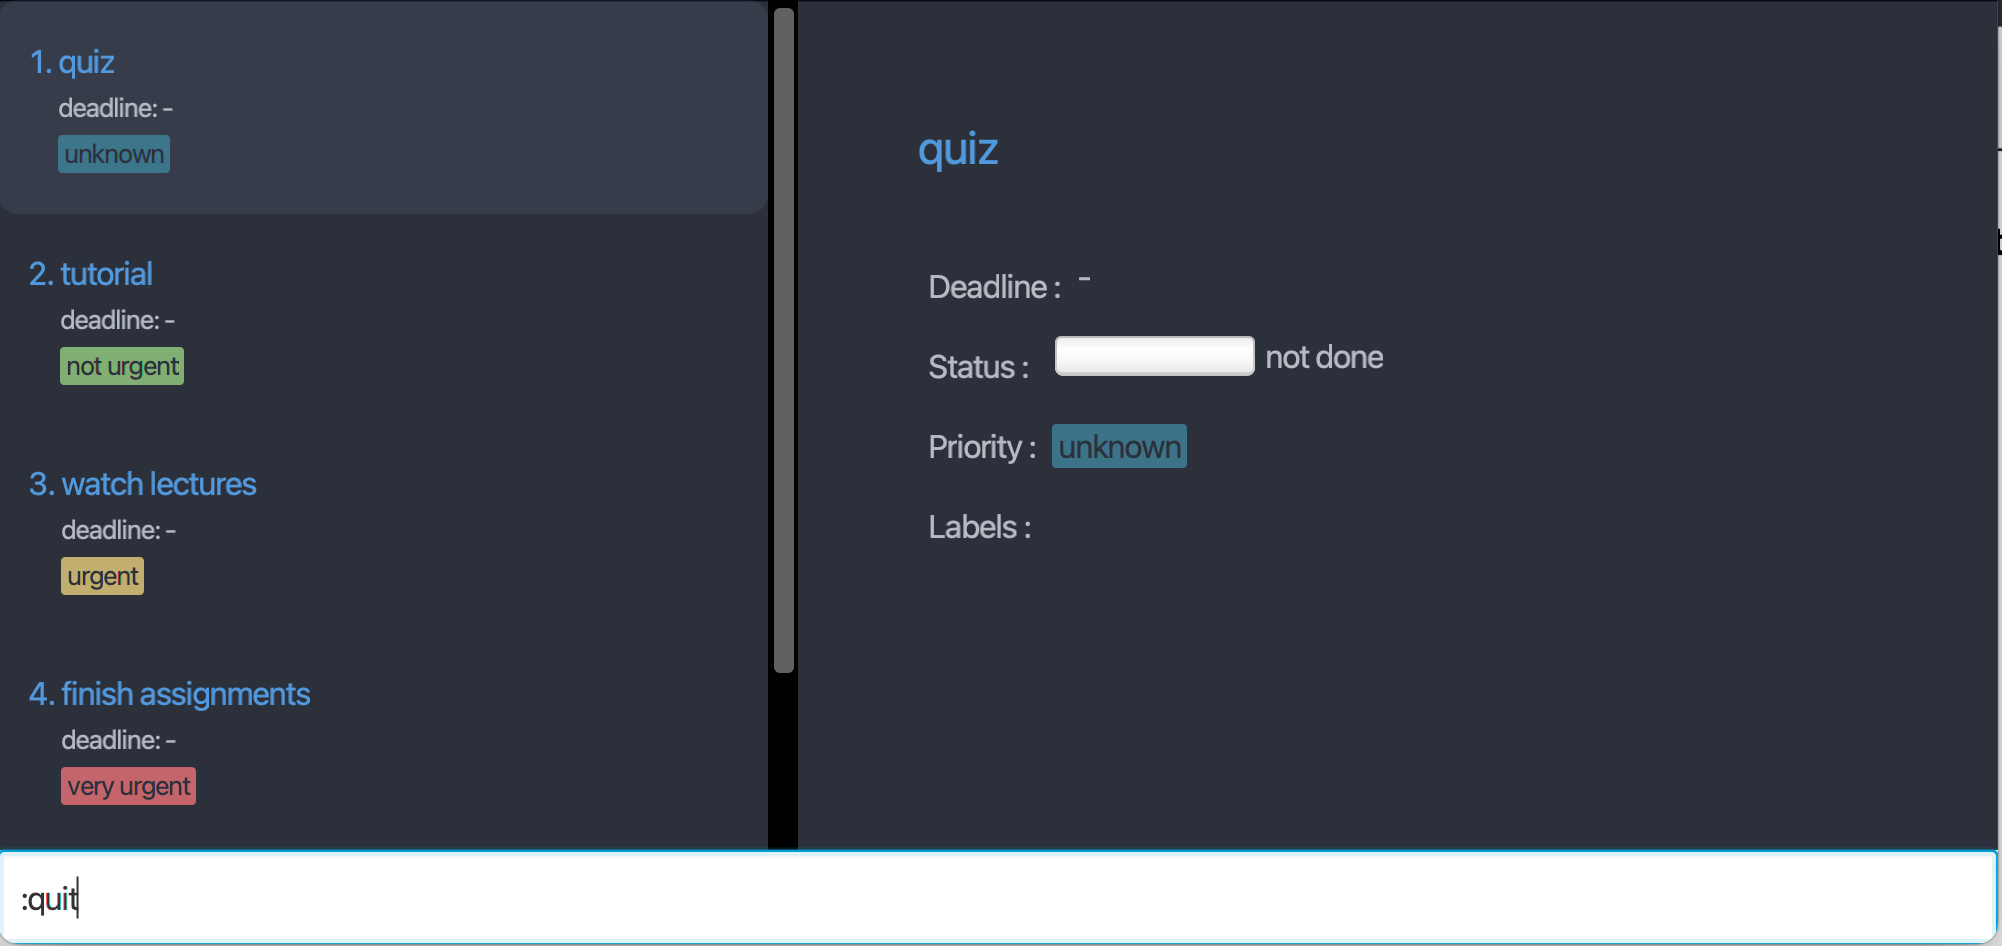 1. quiz
deadline: -
unknown
2. tutorial
deadline: -
not urgent
3. watch lectures
deadline: -
urgent
4. finish assignments
deadline: -
very urgent
quiz
Deadline : -
Status : not done
Priority : unknown
Labels :
:quit